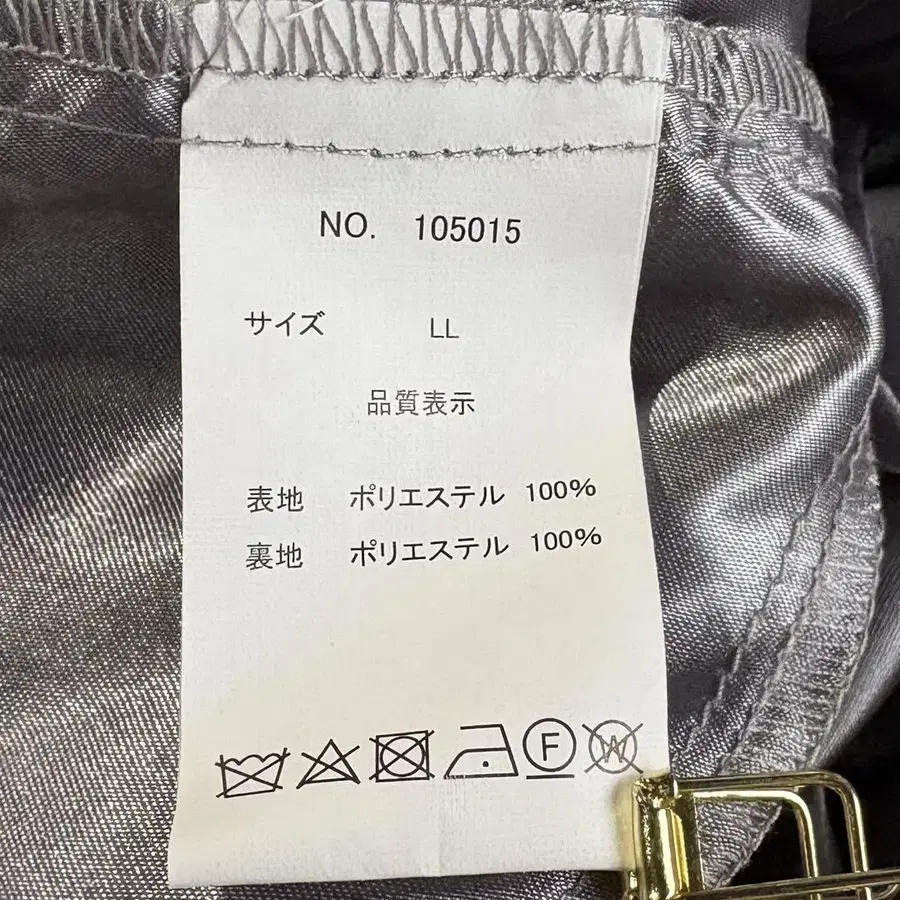 NO. 105015
サイズ LL
品質表示
表地 ポリエステル 100%
裏地 ポリエステル 100%
F W